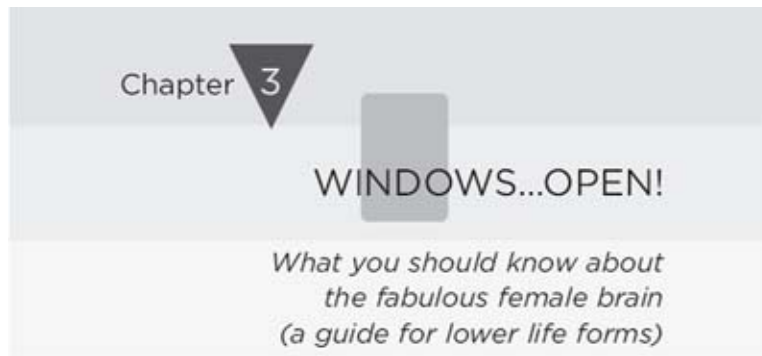 Chapter 3
WINDOWS...OPEN!
What you should know about
the fabulous female brain
(a guide for lower life forms)